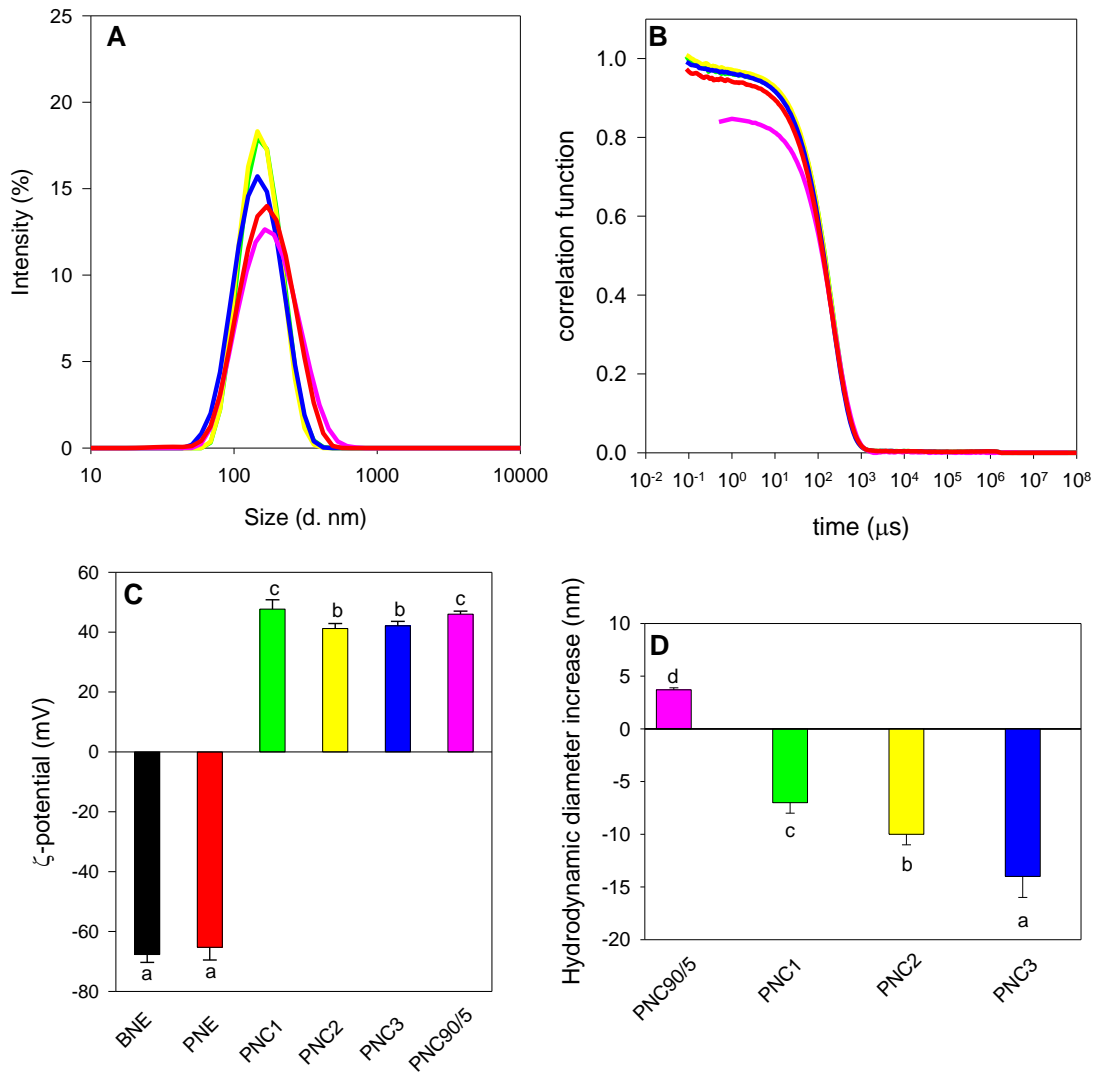 A
25
20
15
10
5
0
Intensity (%)
10
100
1000
10000
Size (d. nm)
B
1.0
0.8
0.6
0.4
0.2
0.0
correlation function
10-2
10-1
100
101
102
103
104
105
106
107
108
time (μs)
C
60
40
20
0
-20
-40
-60
-80
ζ-potential (mV)
a
a
c
b
b
c
BNE
PNE
PNC1
PNC2
PNC3
PNC90/5
D
10
5
0
-5
-10
-15
-20
Hydrodynamic diameter increase (nm)
d
c
b
a
PNC90/5
PNC1
PNC2
PNC3